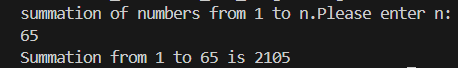 summation of numbers from 1 to n.Please enter n:
65
Summation from 1 to 65 is 2105